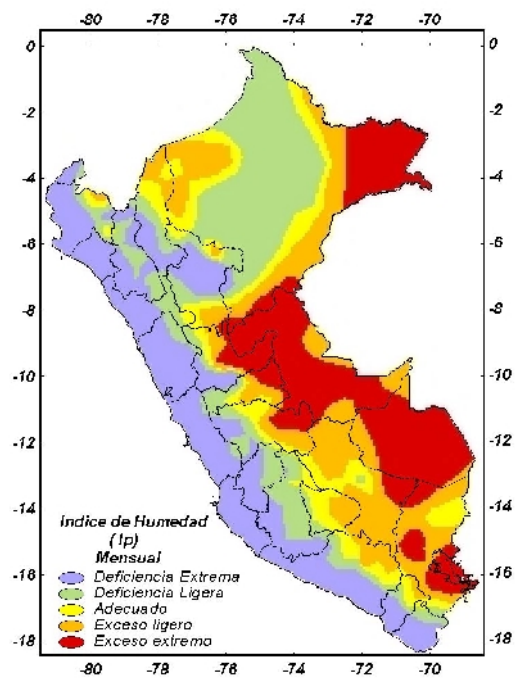 -80 -78 -76 -74 -72 -70
0 0
-2 -2
-4 -4
-6 -6
-8 -8
-10 -10
-12 -12
-14 -14
-16 -16
-18 -18
Indice de Humedad
(Ip)
Mensual
Deficiencia Extrema
Deficiencia Ligera
Adecuado
Exceso ligero
Exceso extremo
-80 -78 -76 -74 -72 -70